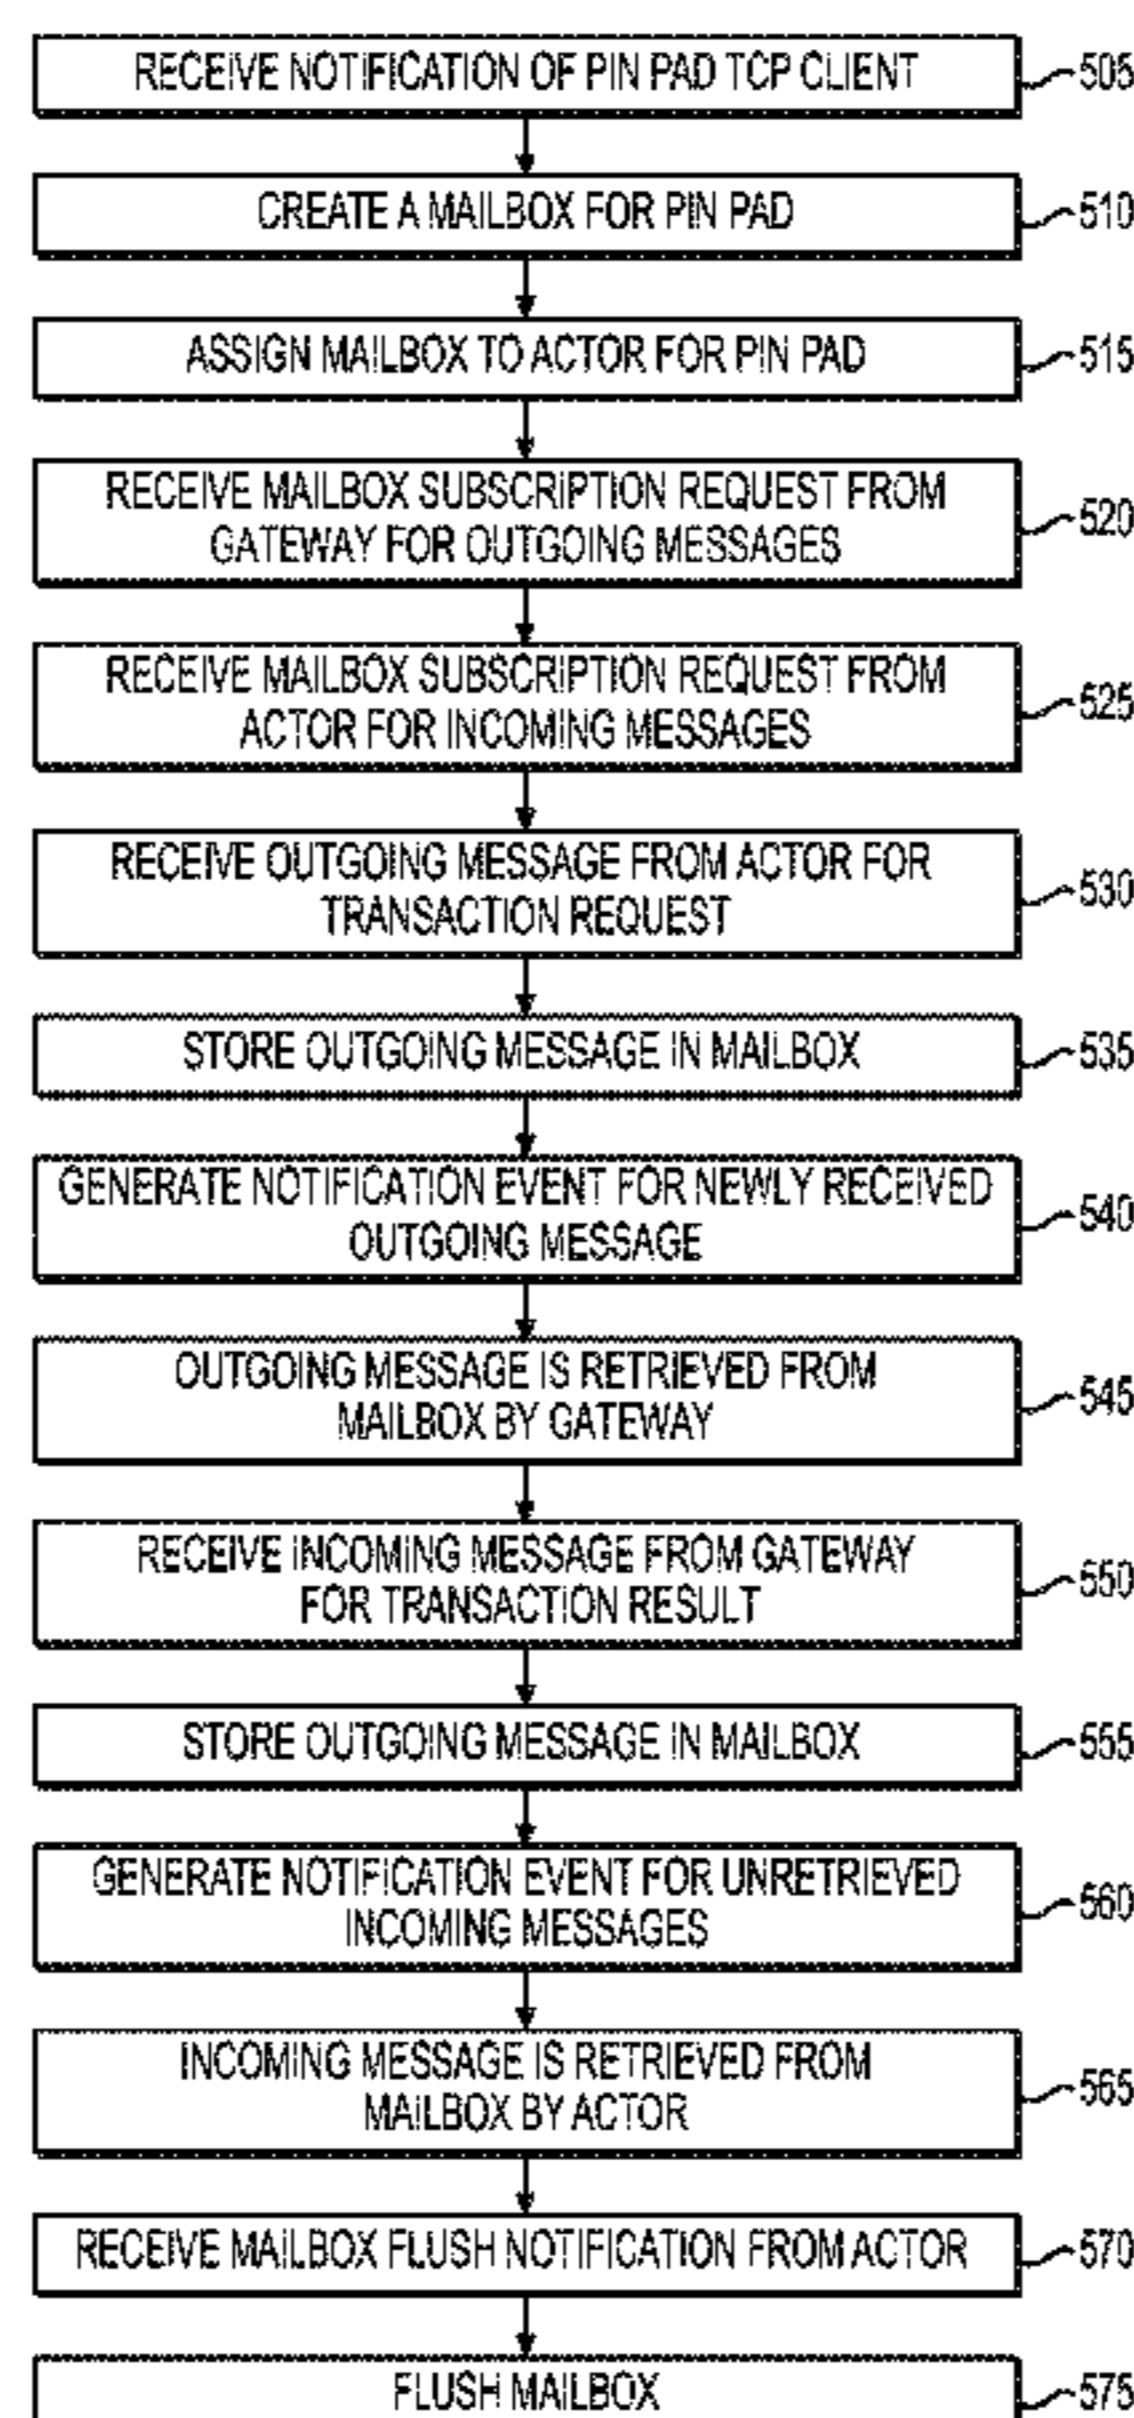 RECEIVE NOTIFICATION OF PIN PAD TCP CLIENT
505
CREATE A MAILBOX FOR PIN PAD
510
ASSIGN MAILBOX TO ACTOR FOR PIN PAD
515
RECEIVE MAILBOX SUBSCRIPTION REQUEST FROM
GATEWAY FOR OUTGOING MESSAGES
520
RECEIVE MAILBOX SUBSCRIPTION REQUEST FROM
ACTOR FOR INCOMING MESSAGES
525
RECEIVE OUTGOING MESSAGE FROM ACTOR FOR
TRANSACTION REQUEST
530
STORE OUTGOING MESSAGE IN MAILBOX
535
GENERATE NOTIFICATION EVENT FOR NEWLY RECEIVED
OUTGOING MESSAGE
540
OUTGOING MESSAGE IS RETRIEVED FROM
MAILBOX BY GATEWAY
545
RECEIVE INCOMING MESSAGE FROM GATEWAY
FOR TRANSACTION RESULT
550
STORE OUTGOING MESSAGE IN MAILBOX
555
GENERATE NOTIFICATION EVENT FOR UNRETRIEVED
INCOMING MESSAGES
560
INCOMING MESSAGE IS RETRIEVED FROM
MAILBOX BY ACTOR
565
RECEIVE MAILBOX FLUSH NOTIFICATION FROM ACTOR
570
FLUSH MAILBOX
575